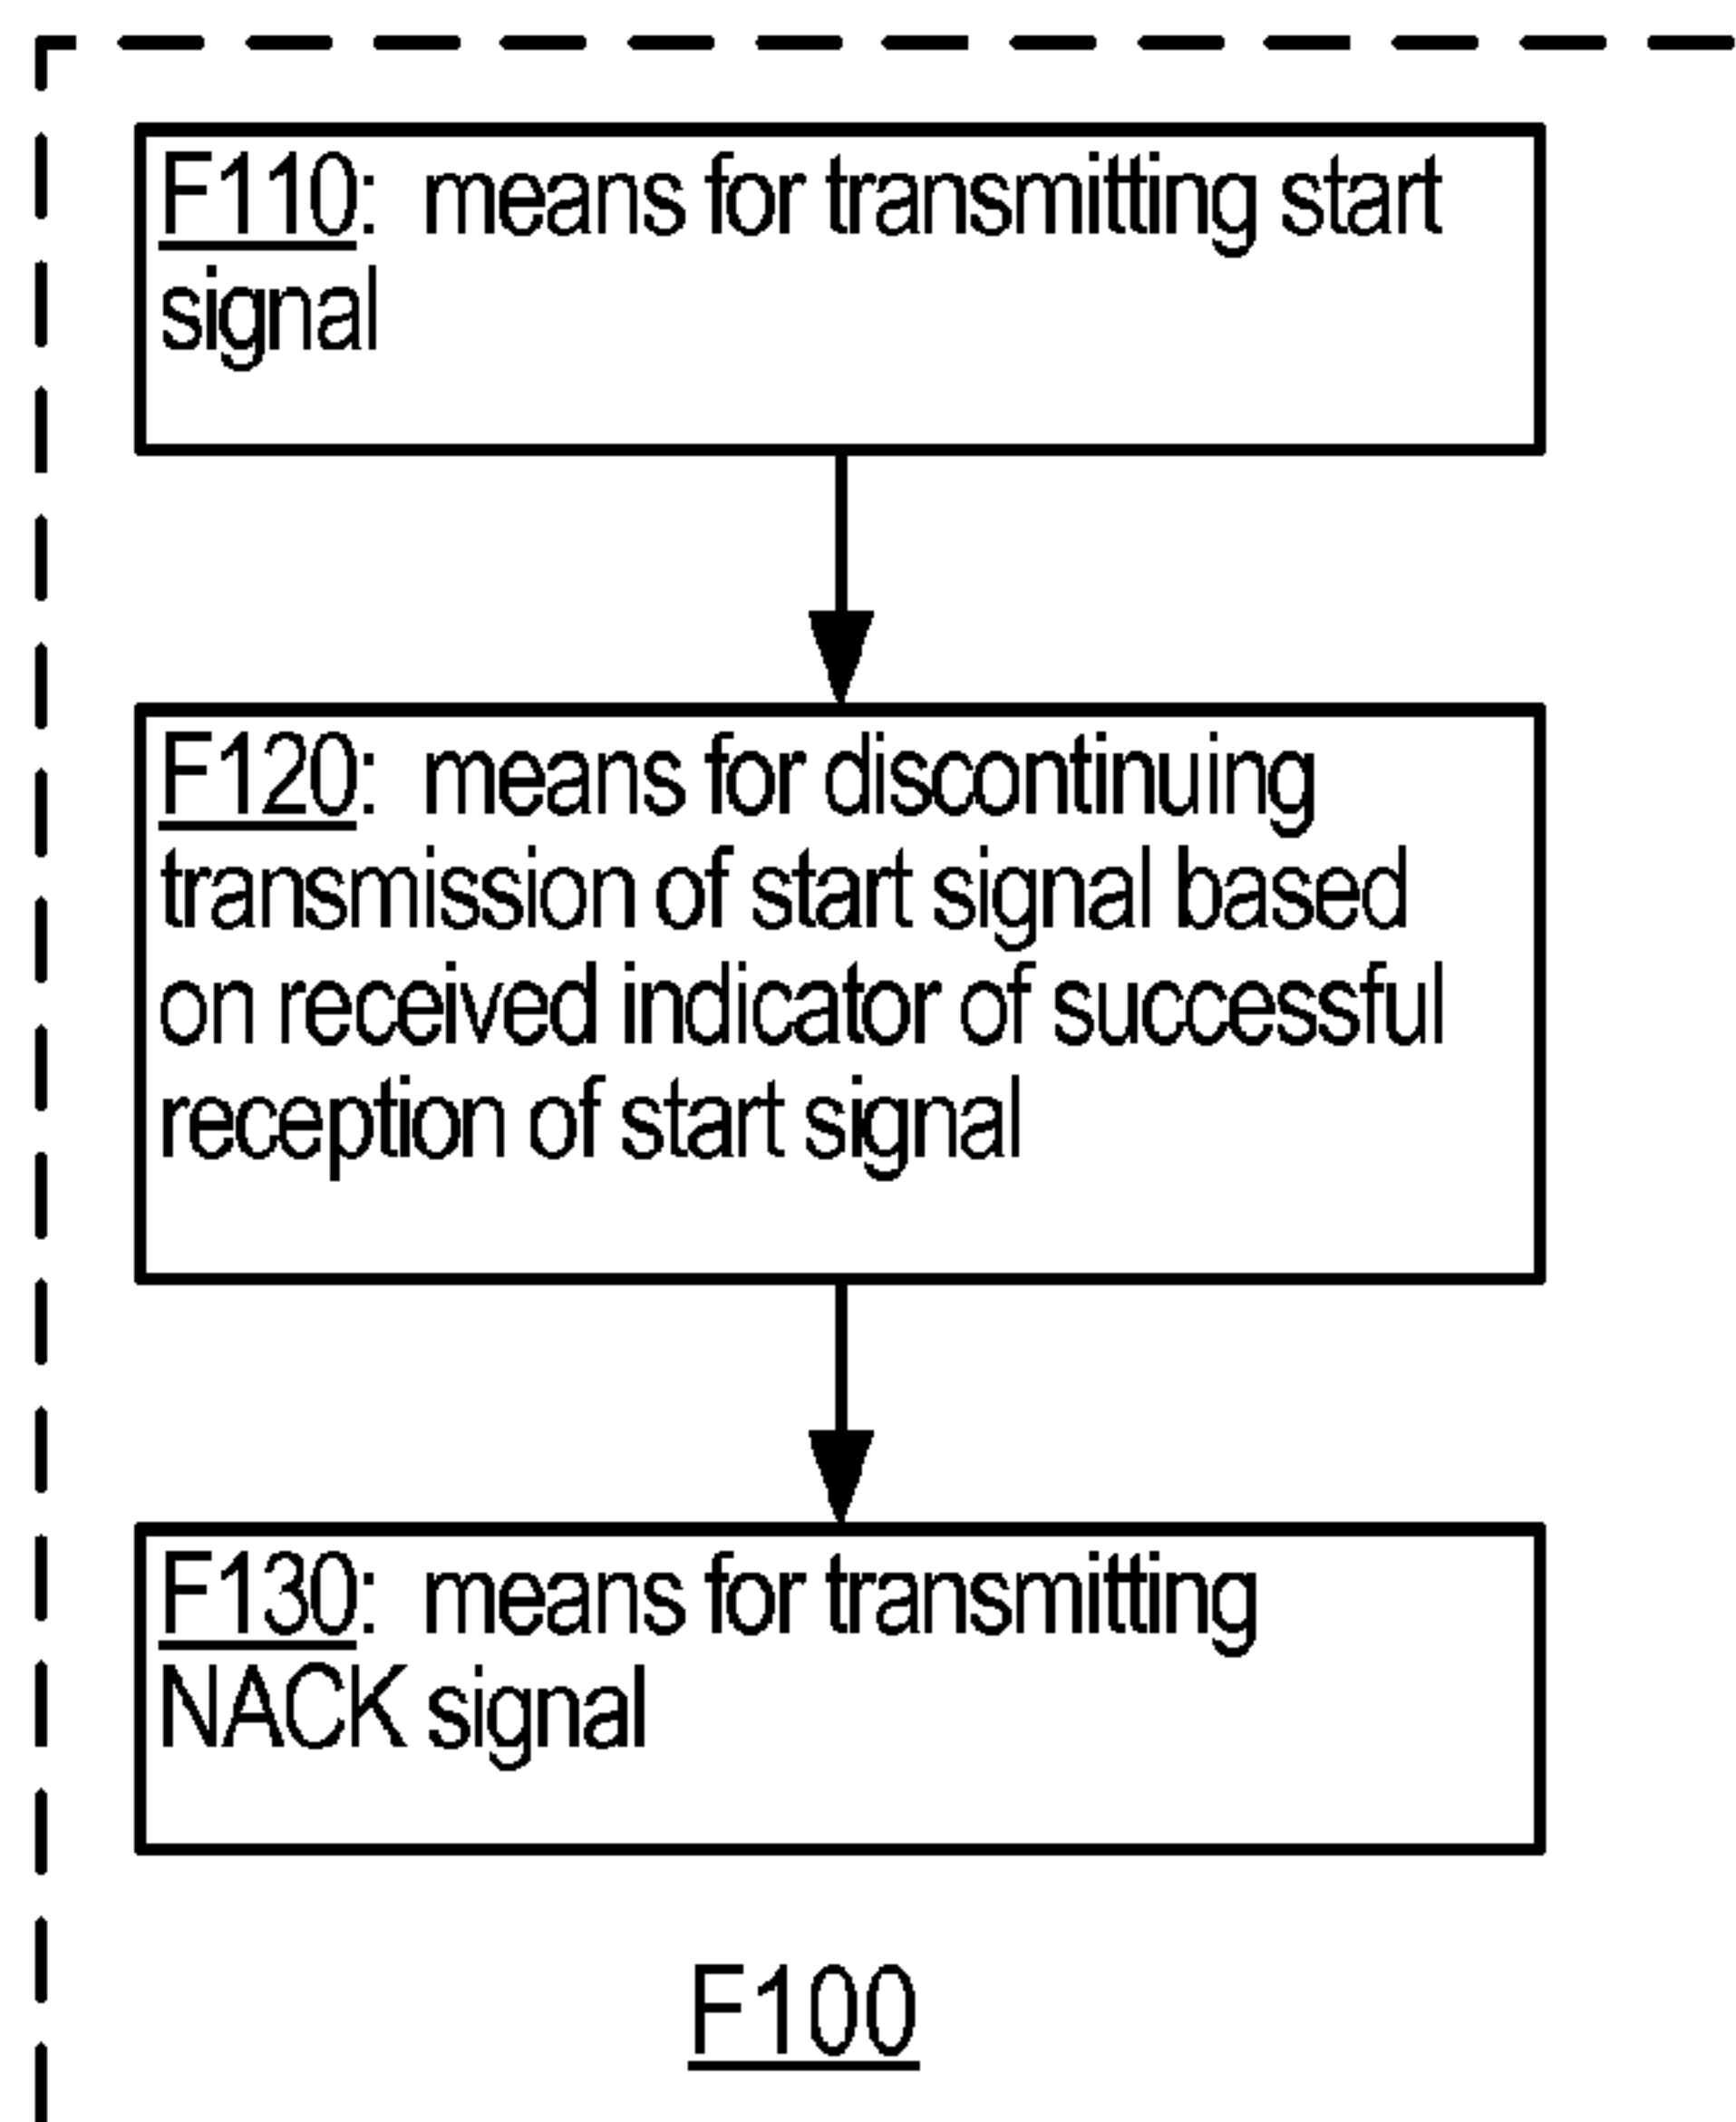 F110:  means for transmitting start
signal
F120:  means for discontinuing
transmission of start signal based
on received indicator of successful
reception of start signal
F130:  means for transmitting
NACK signal
F100